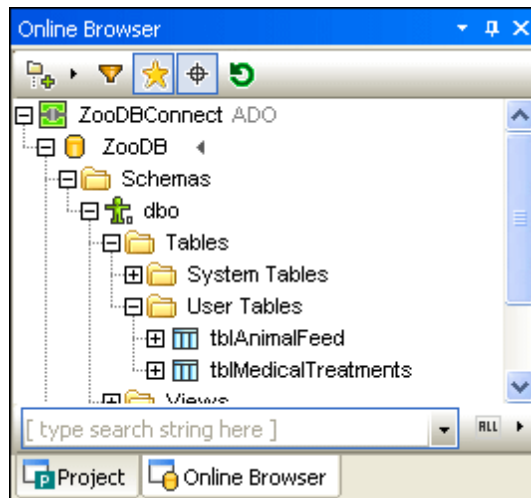 Online Browser
ZooDBConnect ADO
ZooDB
Schemas
dbo
Tables
System Tables
User Tables
tblAnimalFeed
tblMedicalTreatments
Views
[ type search string here ]
ALL
Project
Online Browser